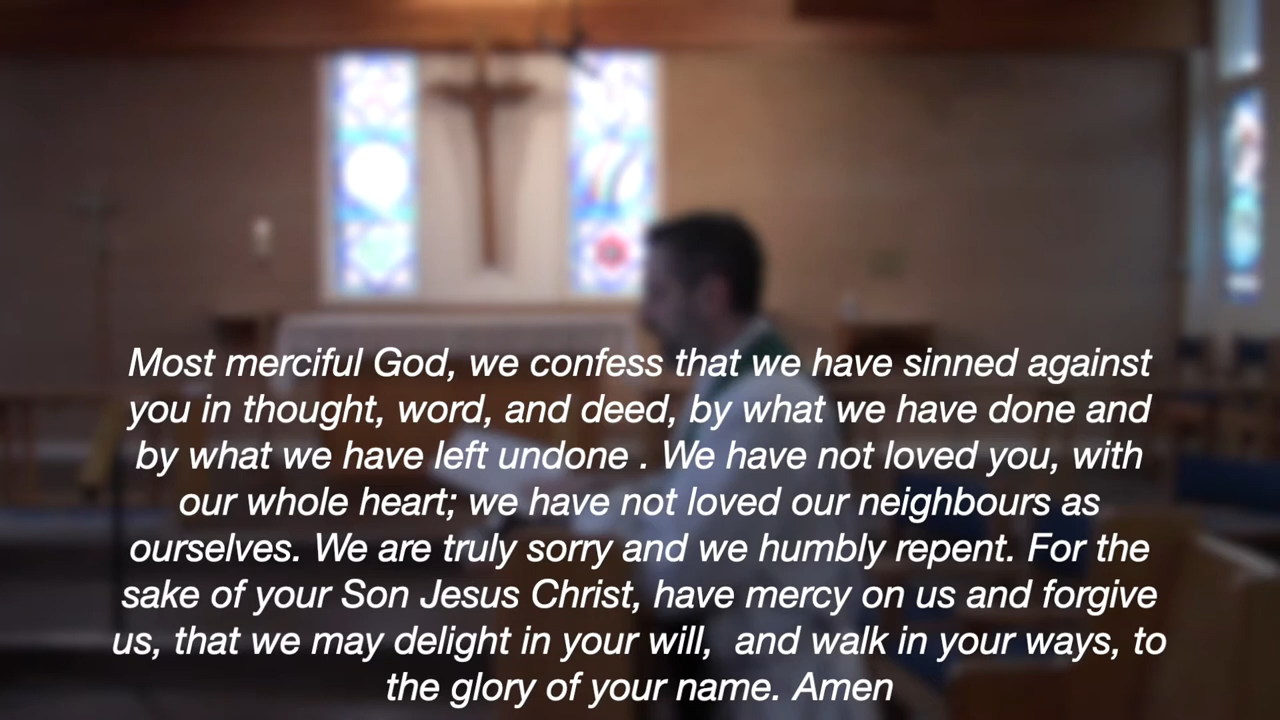 Most merciful God, we confess that we have sinned against
you in thought, word, and deed, by what we have done and
by what we have left undone . We have not loved you, with
our whole heart; we have not loved our neighbours as
ourselves. We are truly sorry and we humbly repent. For the
sake of your Son Jesus Christ, have mercy on us and forgive
us, that we may delight in your will,  and walk in your ways, to
the glory of your name. Amen